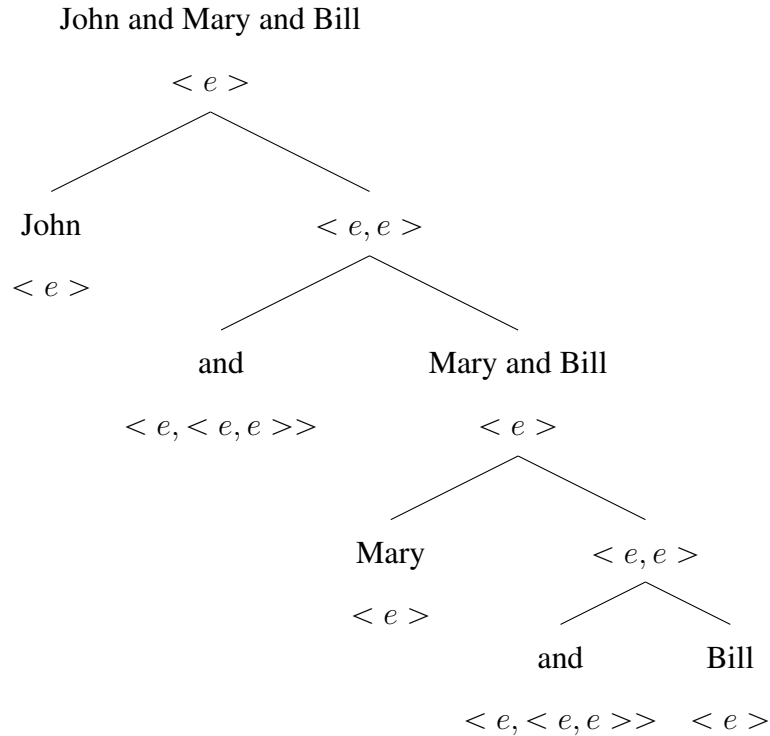 John and Mary and Bill
< e >
John < e, e >
< e >
and Mary and Bill
< e, < e, e >> < e >
Mary < e, e >
< e >
and Bill
< e, < e, e >> < e >